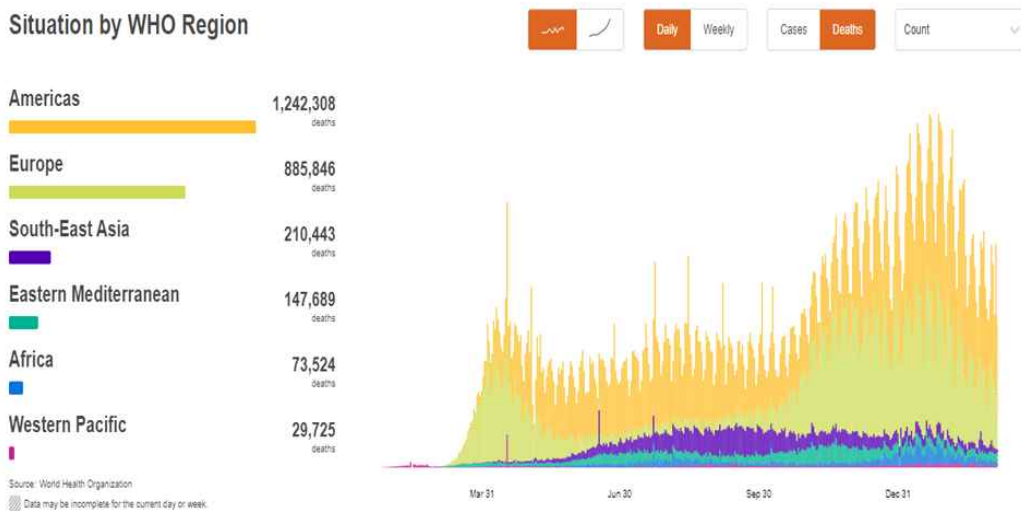 Situation by WHO Region
Daily
Weekly
Cases
Deaths
Count
Americas
1,242,308
deaths
Europe
885,846
deaths
South-East Asia
210,443
deaths
Eastern Mediterranean
147,689
deaths
Africa
73,524
deaths
Western Pacific
29,725
deaths
Source: World Health Organization
Data may be incomplete for the current day or week.
Mar 31
Jun 30
Sep 30
Dec 31